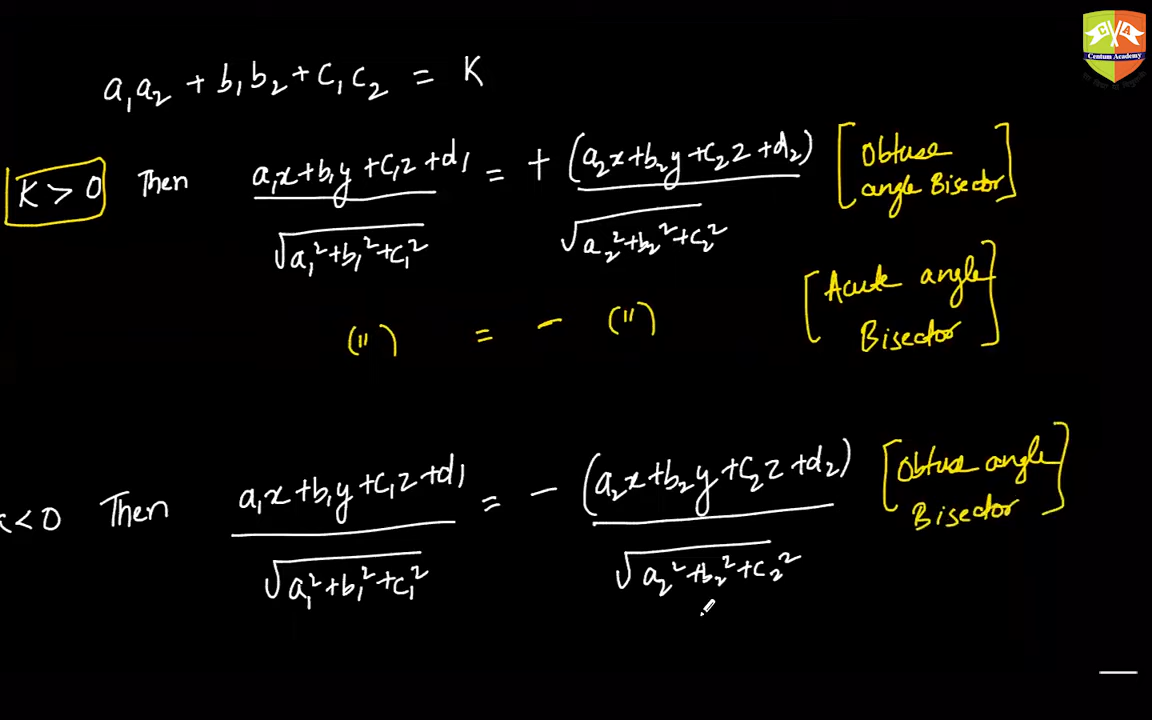 C A
Centum Academy
a₁a₂ + b₁b₂ + c₁c₂ = K
K > 0 Then (a₁x+b₁y+c₁z+d₁)/√(a₁²+b₁²+c₁²) = + (a₂x+b₂y+c₂z+d₂)/√(a₂²+b₂²+c₂²) [Obtuse angle Bisector]
(") = - (") [Acute angle Bisector]
<0 Then (a₁x+b₁y+c₁z+d₁)/√(a₁²+b₁²+c₁²) = - (a₂x+b₂y+c₂z+d₂)/√(a₂²+b₂²+c₂²) [Obtuse angle Bisector]